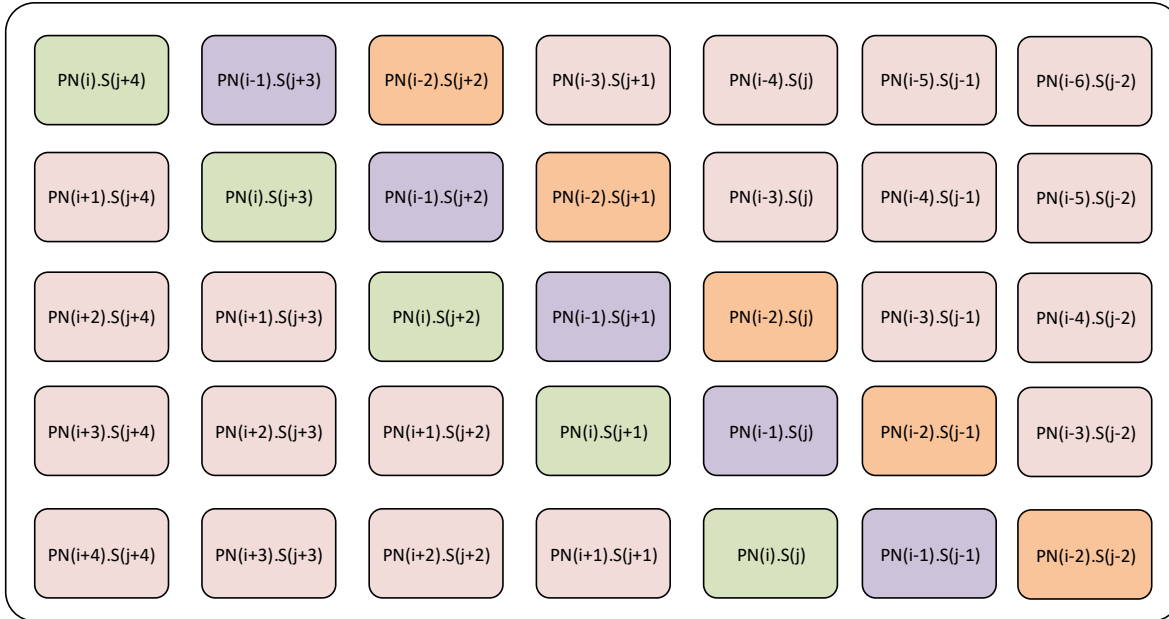 PN(i).S(j+4) PN(i-1).S(j+3) PN(i-2).S(j+2) PN(i-3).S(j+1) PN(i-4).S(j) PN(i-5).S(j-1) PN(i-6).S(j-2)
PN(i+1).S(j+4) PN(i).S(j+3) PN(i-1).S(j+2) PN(i-2).S(j+1) PN(i-3).S(j) PN(i-4).S(j-1) PN(i-5).S(j-2)
PN(i+2).S(j+4) PN(i+1).S(j+3) PN(i).S(j+2) PN(i-1).S(j+1) PN(i-2).S(j) PN(i-3).S(j-1) PN(i-4).S(j-2)
PN(i+3).S(j+4) PN(i+2).S(j+3) PN(i+1).S(j+2) PN(i).S(j+1) PN(i-1).S(j) PN(i-2).S(j-1) PN(i-3).S(j-2)
PN(i+4).S(j+4) PN(i+3).S(j+3) PN(i+2).S(j+2) PN(i+1).S(j+1) PN(i).S(j) PN(i-1).S(j-1) PN(i-2).S(j-2)